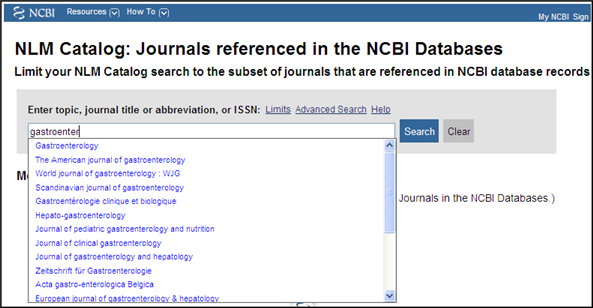 NCBI Resources How To My NCBI Sign
NLM Catalog: Journals referenced in the NCBI Databases
Limit your NLM Catalog search to the subset of journals that are referenced in NCBI database records
Enter topic, journal title or abbreviation, or ISSN: Limits Advanced Search Help
gastroenter Search Clear
Gastroenterology
The American journal of gastroenterology
World journal of gastroenterology : WJG
Scandinavian journal of gastroenterology
Gastroentérologie clinique et biologique
Journals in the NCBI Databases.)
Hepato-gastroenterology
Journal of pediatric gastroenterology and nutrition
Journal of clinical gastroenterology
Journal of gastroenterology and hepatology
Zeitschrift für Gastroenterologie
Acta gastro-enterologica Belgica
European journal of gastroenterology & hepatology